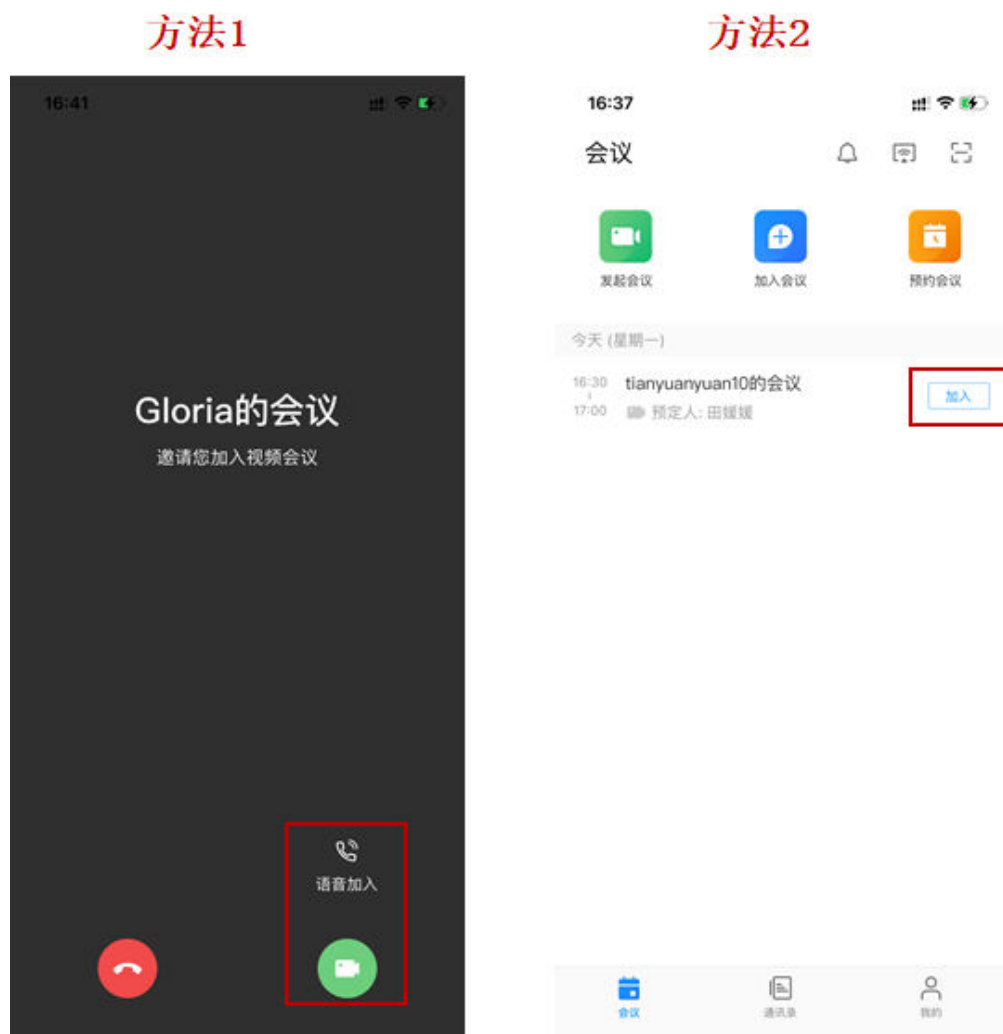 方法1
方法2
16:41
Gloria的会议
邀请您加入视频会议
语音加入
16:37
会议
发起会议
加入会议
预约会议
今天 (星期一)
16:30
tianyuanyuan10的会议
加入
17:00
预定人: 田媛媛
会议
通讯录
我的